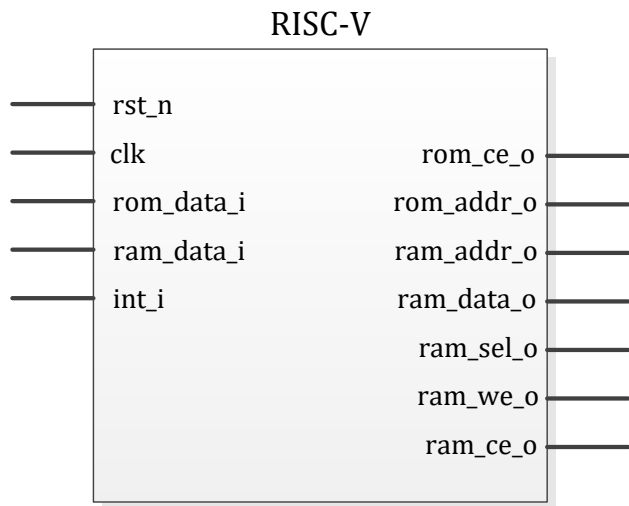 RISC-V
rst_n
clk
rom_data_i
ram_data_i
int_i
rom_ce_o
rom_addr_o
ram_addr_o
ram_data_o
ram_sel_o
ram_we_o
ram_ce_o